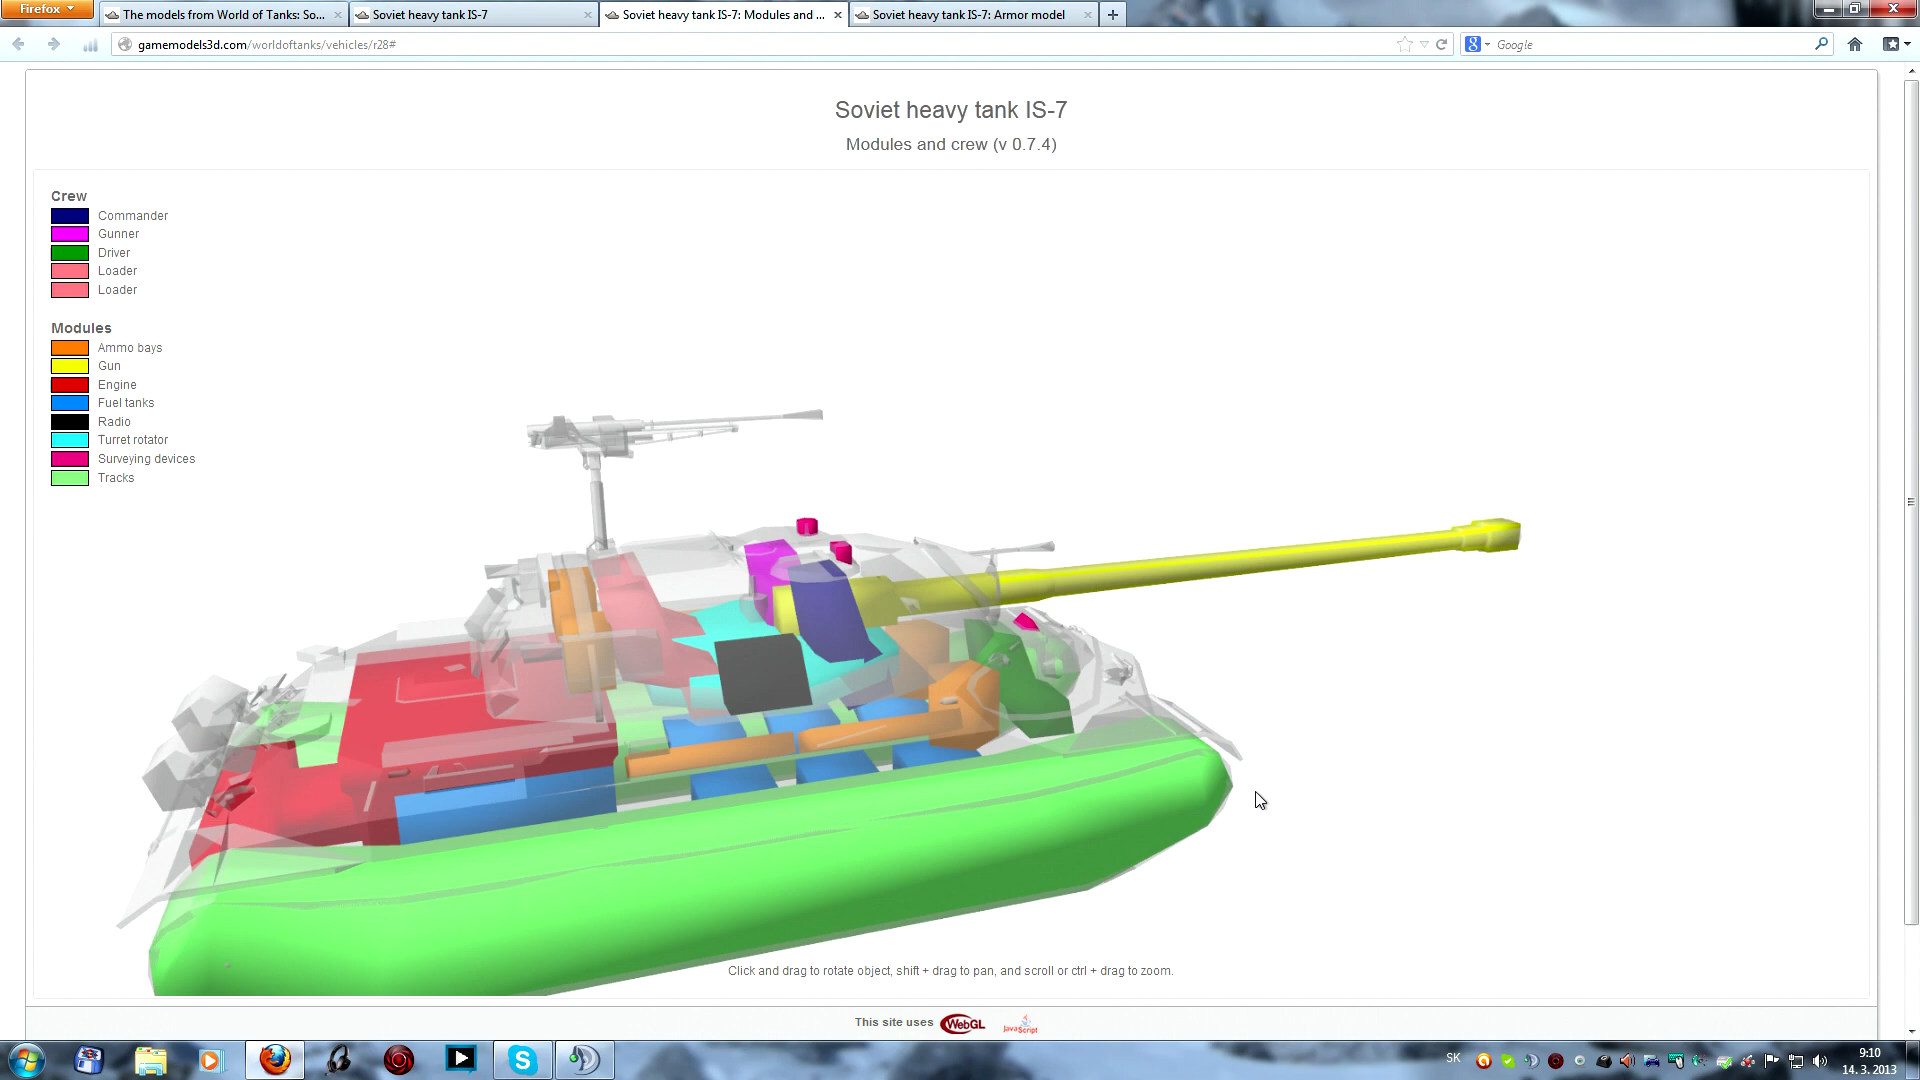 Firefox
The models from World of Tanks: So...
Soviet heavy tank IS-7
Soviet heavy tank IS-7: Modules and ...
Soviet heavy tank IS-7: Armor model
gamemodels3d.com/worldoftanks/vehicles/r28#
Google
Soviet heavy tank IS-7
Modules and crew (v 0.7.4)
Crew
Commander
Gunner
Driver
Loader
Loader
Modules
Ammo bays
Gun
Engine
Fuel tanks
Radio
Turret rotator
Surveying devices
Tracks
Click and drag to rotate object, shift + drag to pan, and scroll or ctrl + drag to zoom.
This site uses WebGL JavaScript
SK
9:10
14. 3. 2013